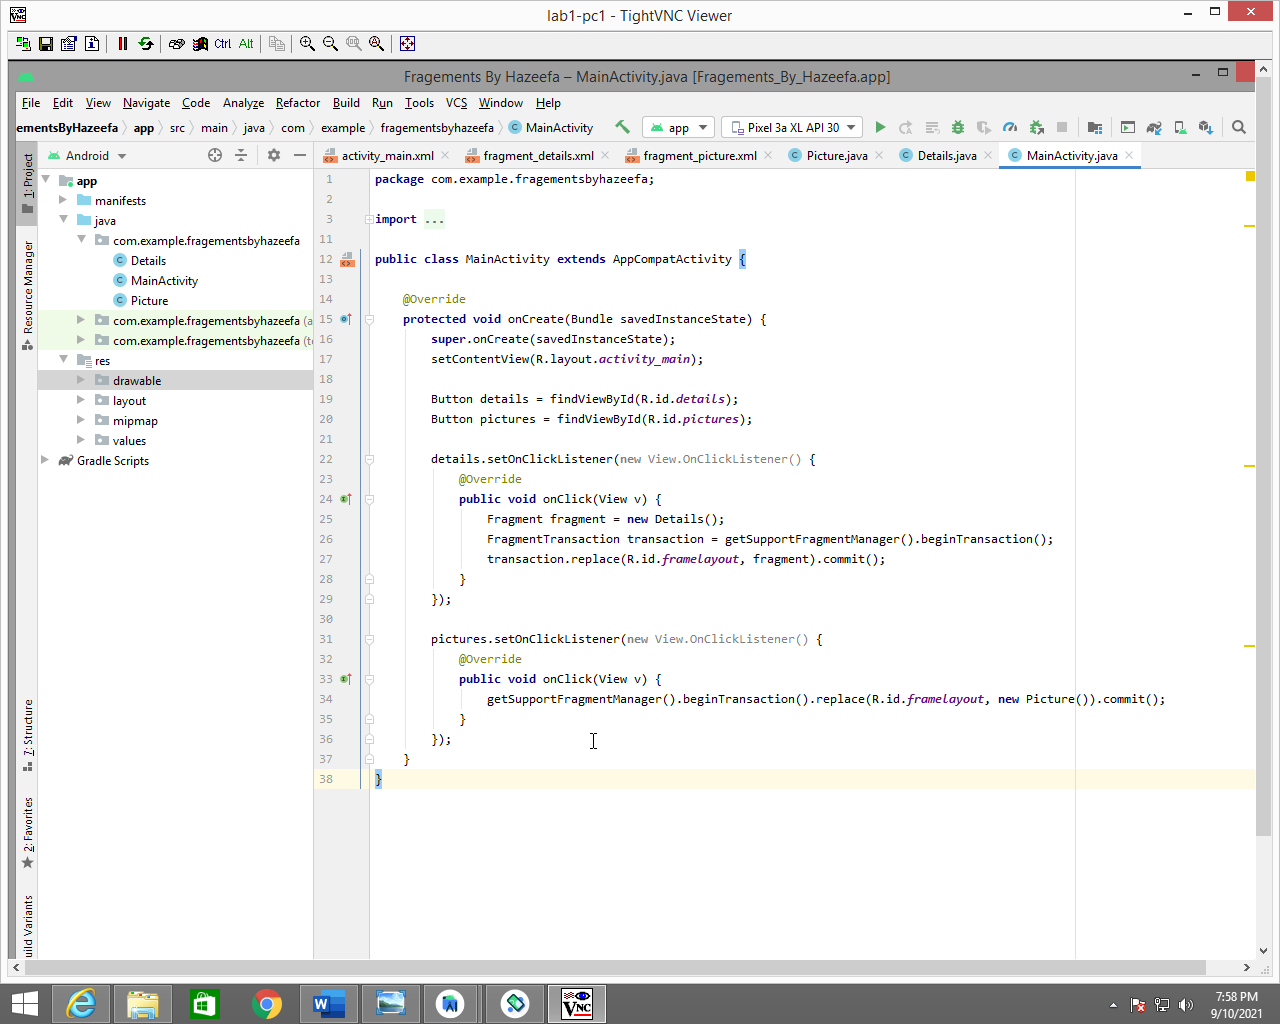 lab1-pc1 - TightVNC Viewer
Ctrl Alt
Fragements By Hazeefa – MainActivity.java [Fragements_By_Hazeefa.app]
File Edit View Navigate Code Analyze Refactor Build Run Tools VCS Window Help
ementsByHazeefa app src main java com example fragementsbyhazeefa MainActivity app Pixel 3a XL API 30
Android
activity_main.xml fragment_details.xml fragment_picture.xml Picture.java Details.java MainActivity.java
1: Project
Resource Manager
7: Structure
2: Favorites
uild Variants
app
manifests
java
com.example.fragementsbyhazeefa
Details
MainActivity
Picture
com.example.fragementsbyhazeefa (a
com.example.fragementsbyhazeefa (t
res
drawable
layout
mipmap
values
Gradle Scripts
1 package com.example.fragementsbyhazeefa;
2
3 import ...
11
12 public class MainActivity extends AppCompatActivity {
13
14 @Override
15 protected void onCreate(Bundle savedInstanceState) {
16 super.onCreate(savedInstanceState);
17 setContentView(R.layout.activity_main);
18
19 Button details = findViewById(R.id.details);
20 Button pictures = findViewById(R.id.pictures);
21
22 details.setOnClickListener(new View.OnClickListener() {
23 @Override
24 public void onClick(View v) {
25 Fragment fragment = new Details();
26 FragmentTransaction transaction = getSupportFragmentManager().beginTransaction();
27 transaction.replace(R.id.framelayout, fragment).commit();
28 }
29 });
30
31 pictures.setOnClickListener(new View.OnClickListener() {
32 @Override
33 public void onClick(View v) {
34 getSupportFragmentManager().beginTransaction().replace(R.id.framelayout, new Picture()).commit();
35 }
36 });
37 }
38 }
7:58 PM
9/10/2021